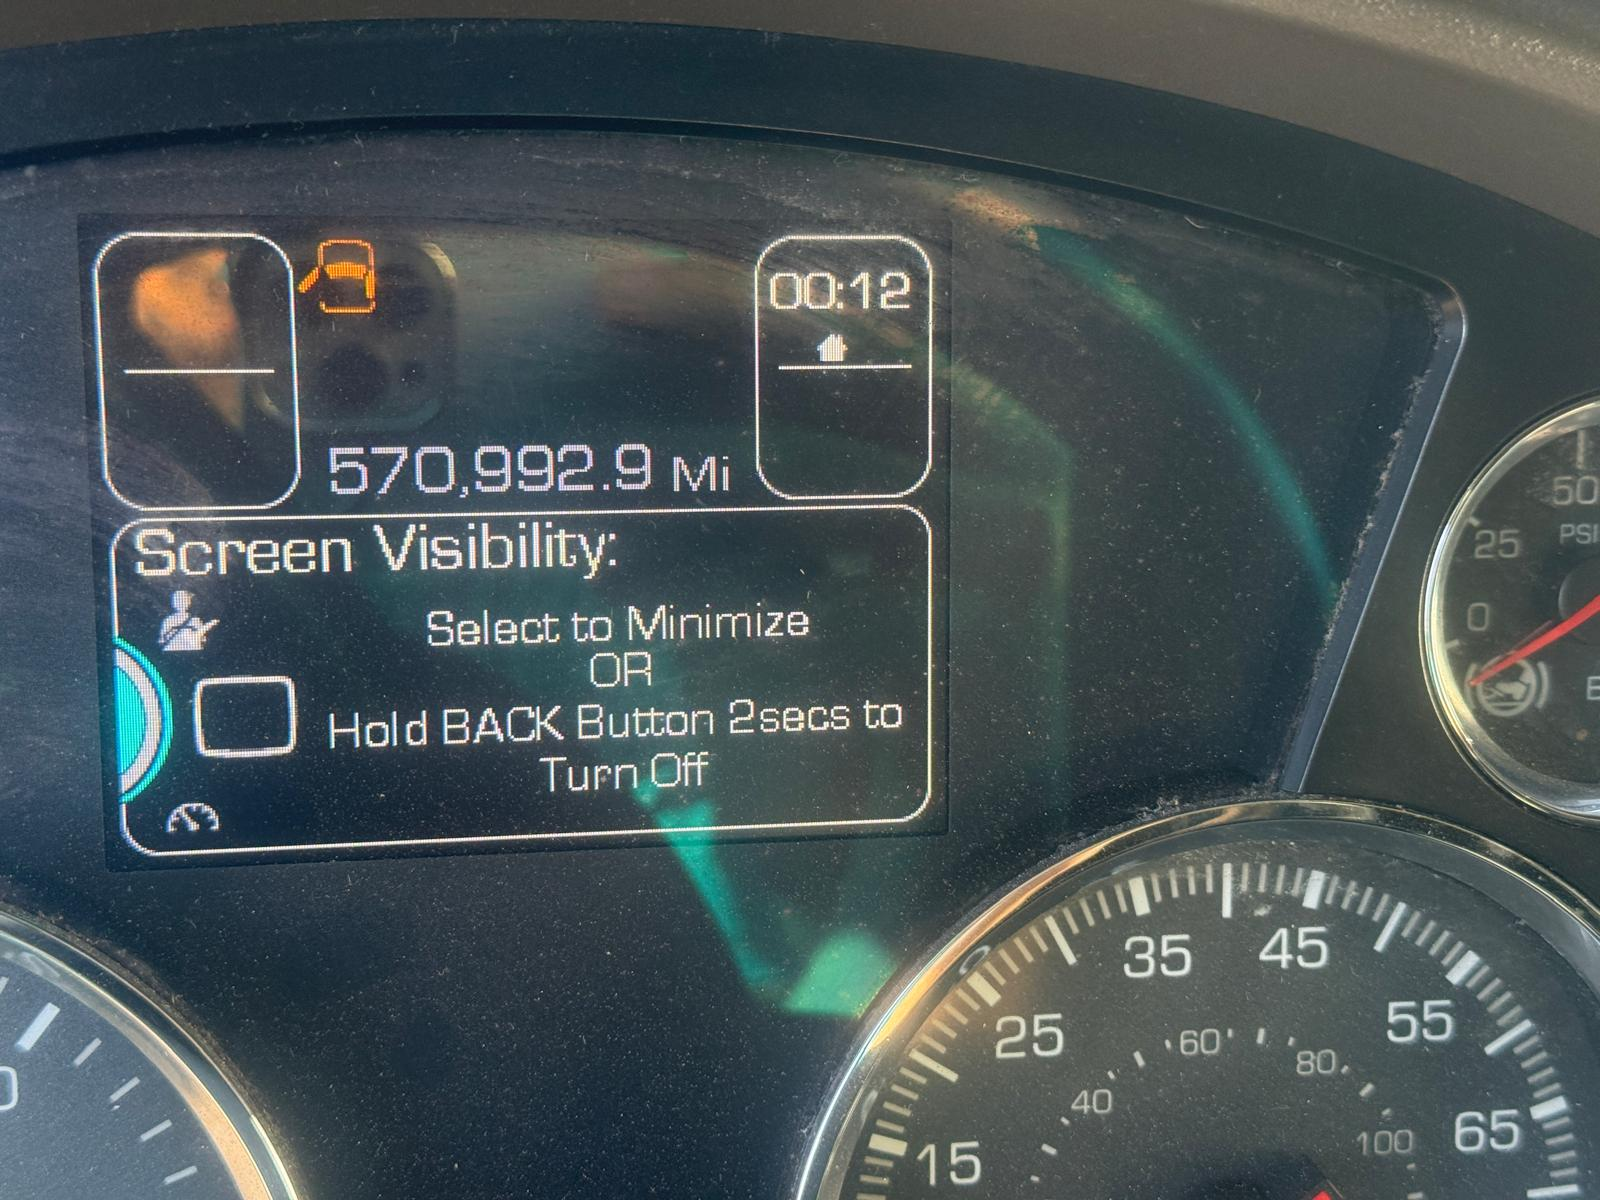 00:12
570,992.9 Mi
Screen Visibility:
Select to Minimize
OR
Hold BACK Button 2secs to
Turn Off
50
PSI
25
0
35
45
25
55
60
80
40
15
100
65